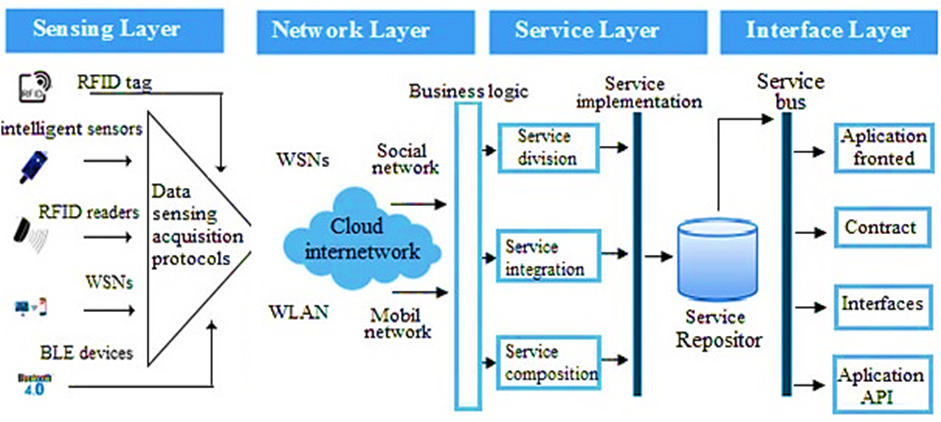 Sensing Layer
Network Layer
Service Layer
Interface Layer
RFID tag
RFID
intelligent sensors
RFID readers
WSNs
BLE devices
Bluetooth
4.0
Data
sensing
acquisition
protocols
WSNs
Social
network
Cloud
internetwork
WLAN
Mobil
network
Business logic
Service
division
Service
integration
Service
composition
Service
implementation
Service
Repositor
Service
bus
Aplication
fronted
Contract
Interfaces
Aplication
API